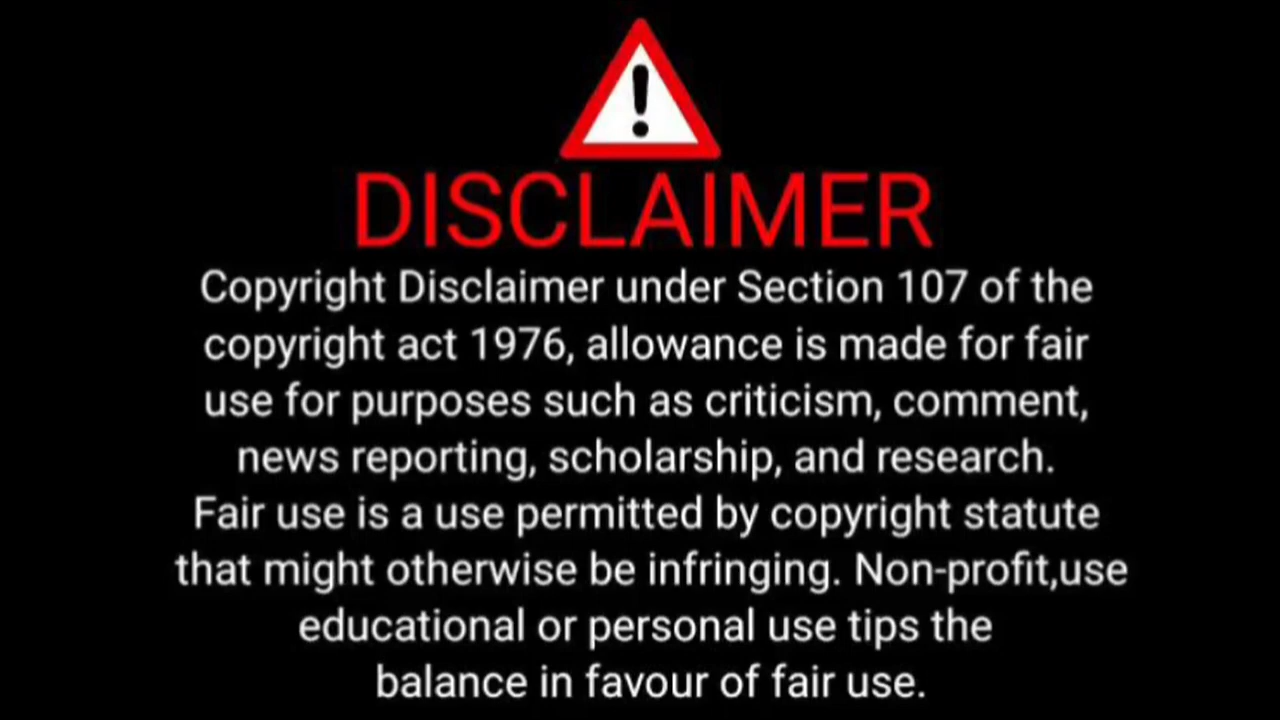 DISCLAIMER
Copyright Disclaimer under Section 107 of the
copyright act 1976, allowance is made for fair
use for purposes such as criticism, comment,
news reporting, scholarship, and research.
Fair use is a use permitted by copyright statute
that might otherwise be infringing. Non-profit,use
educational or personal use tips the
balance in favour of fair use.